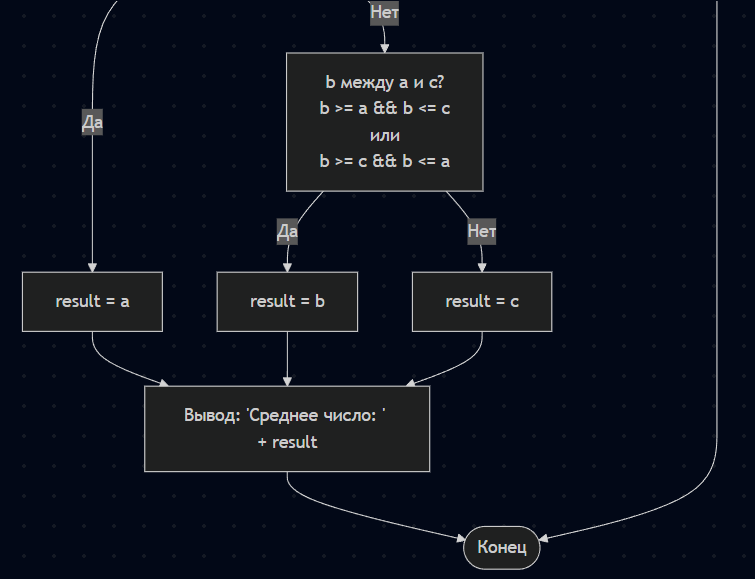 Нет
b между a и c?
b >= a && b <= c
или
b >= c && b <= a
Да
Да
Нет
result = a
result = b
result = c
Вывод: 'Среднее число: '
+ result
Конец